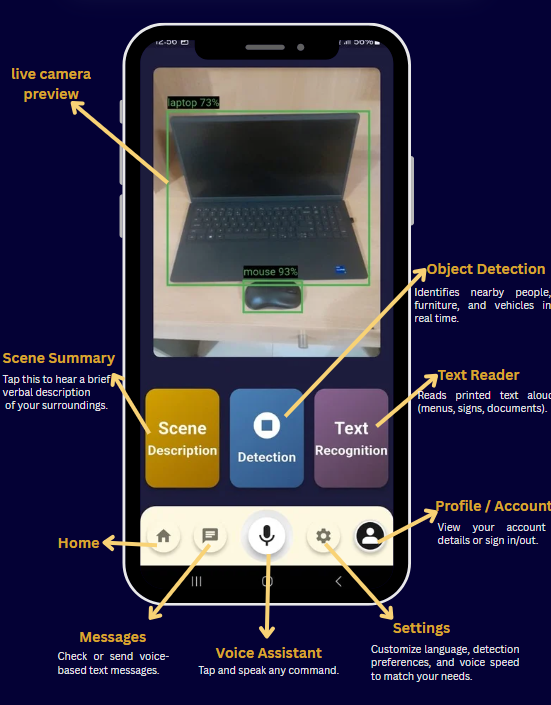 12:56
56%
live camera
preview
laptop 73%
mouse 93%
Object Detection
Identifies nearby people,
furniture, and vehicles in
real time.
Scene Summary
Tap this to hear a brief
verbal description
of your surroundings.
Text Reader
Reads printed text aloud
(menus, signs, documents).
Scene
Description
Detection
Text
Recognition
Profile / Account
View your account
details or sign in/out.
Home
Messages
Check or send voice-
based text messages.
Voice Assistant
Tap and speak any command.
Settings
Customize language, detection
preferences, and voice speed
to match your needs.